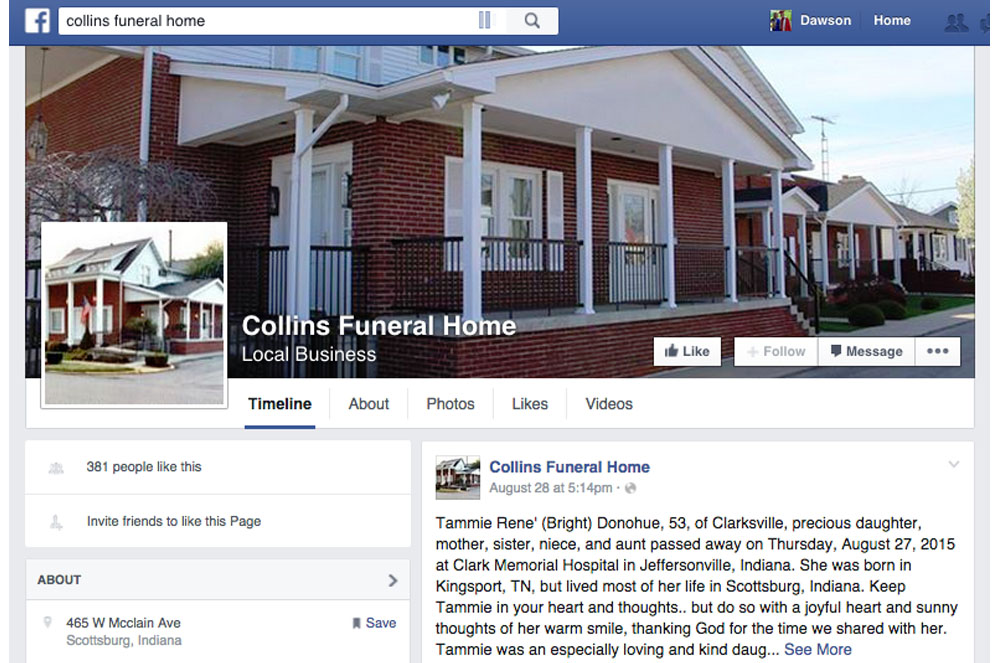 collins funeral home
Dawson
Home
Collins Funeral Home
Local Business
Like
+ Follow
Message
•••
Timeline
About
Photos
Likes
Videos
381 people like this
Invite friends to like this Page
ABOUT
465 W Mcclain Ave
Save
Scottsburg, Indiana
Collins Funeral Home
August 28 at 5:14pm ·
Tammie Rene' (Bright) Donohue, 53, of Clarksville, precious daughter,
mother, sister, niece, and aunt passed away on Thursday, August 27, 2015
at Clark Memorial Hospital in Jeffersonville, Indiana. She was born in
Kingsport, TN, but lived most of her life in Scottsburg, Indiana. Keep
Tammie in your heart and thoughts.. but do so with a joyful heart and sunny
thoughts of her warm smile, thanking God for the time we shared with her.
Tammie was an especially loving and kind daug... See More